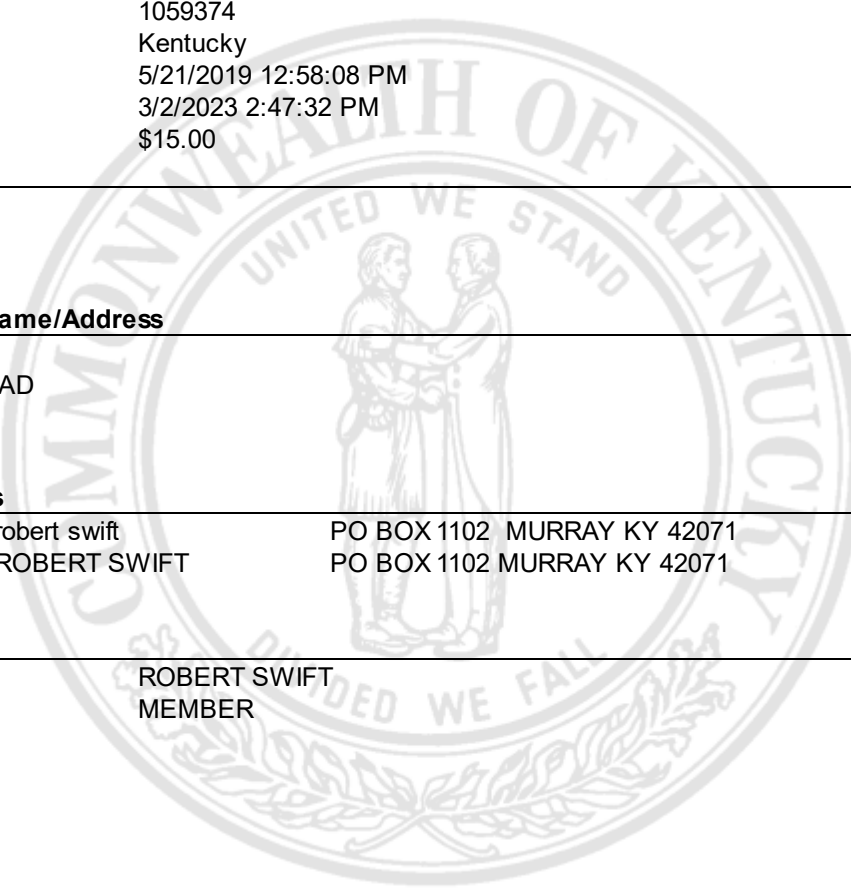 1059374
Kentucky
5/21/2019 12:58:08 PM
3/2/2023 2:47:32 PM
$15.00
COMMONWEALTH OF KENTUCKY
UNITED WE STAND
ame/Address
AD
s
robert swift PO BOX 1102 MURRAY KY 42071
ROBERT SWIFT PO BOX 1102 MURRAY KY 42071
DIVIDED WE FALL
ROBERT SWIFT
MEMBER